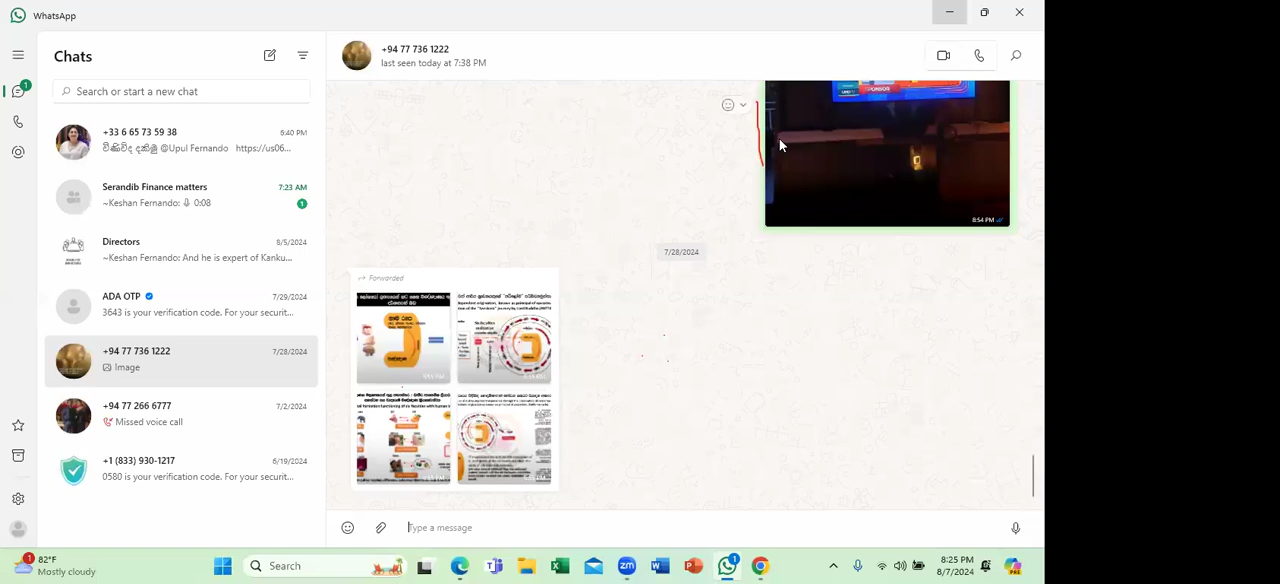 WhatsApp
Chats
Search or start a new chat
+33 6 65 73 59 38
6:40 PM
විණිවිද දකිමු @Upul Fernando https://us06...
Serandib Finance matters
7:23 AM
~Keshan Fernando: 0:08
1
Directors
8/5/2024
~Keshan Fernando: And he is expert of Kanku...
ADA OTP
7/29/2024
3643 is your verification code. For your securit...
+94 77 736 1222
7/28/2024
Image
+94 77 266 6777
7/2/2024
Missed voice call
+1 (833) 930-1217
6/19/2024
0580 is your verification code. For your securit...
+94 77 736 1222
last seen today at 7:38 PM
SPONSOR
8:54 PM
7/28/2024
Forwarded
Type a message
1
82°F
Mostly cloudy
Search
8:25 PM
8/7/2024